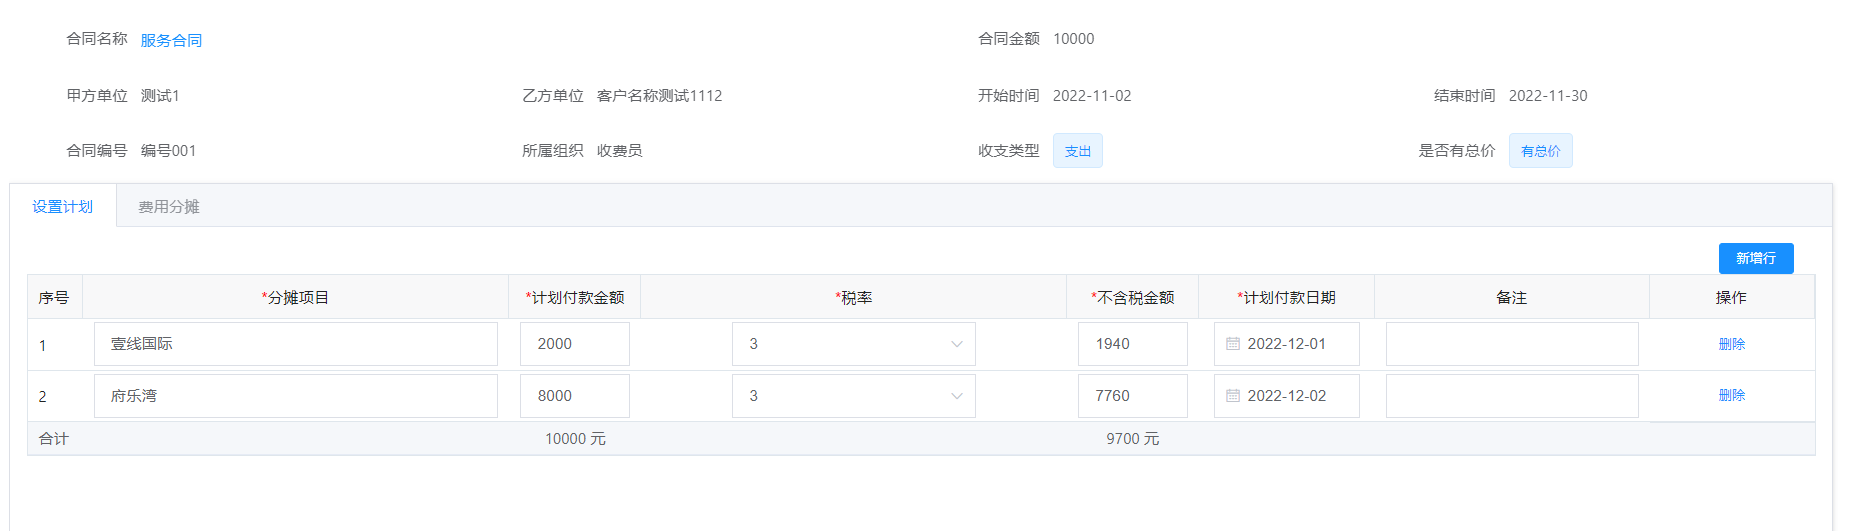 合同名称 服务合同 合同金额 10000
甲方单位 测试1 乙方单位 客户名称测试1112 开始时间 2022-11-02 结束时间 2022-11-30
合同编号 编号001 所属组织 收费员 收支类型 支出 是否有总价 有总价
设置计划 费用分摊
新增行
序号 *分摊项目 *计划付款金额 *税率 *不含税金额 *计划付款日期 备注 操作
1 壹线国际 2000 3 1940 2022-12-01 删除
2 府乐湾 8000 3 7760 2022-12-02 删除
合计 10000 元 9700 元